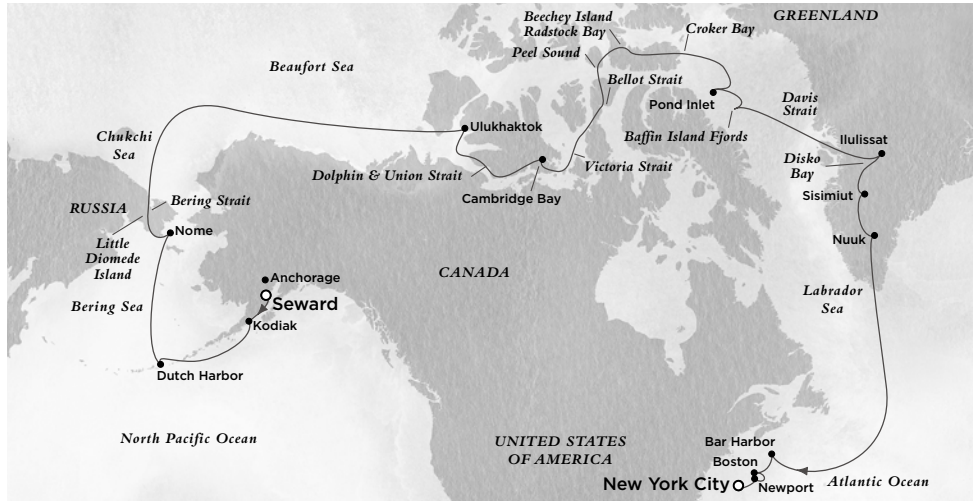 GREENLAND
Beechey Island
Radstock Bay
Croker Bay
Peel Sound
Beaufort Sea
Bellot Strait
Pond Inlet
Davis
Strait
Chukchi
Sea
Ulukhaktok
Baffin Island Fjords
Ilulissat
Dolphin & Union Strait
Victoria Strait
Disko
Bay
Cambridge Bay
Sisimiut
RUSSIA
Bering Strait
Nome
Nuuk
Little
Diomede
Island
Anchorage
CANADA
Seward
Bering Sea
Labrador
Sea
Kodiak
Dutch Harbor
North Pacific Ocean
UNITED STATES
OF AMERICA
Bar Harbor
Boston
New York City
Newport
Atlantic Ocean